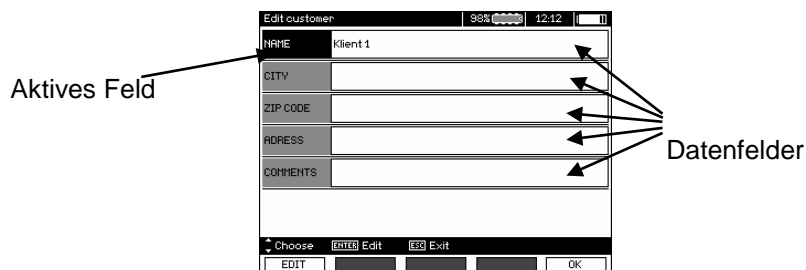 Edit customer 98% 12:12
NAME Klient 1
Aktives Feld
CITY
ZIP CODE
ADRESS
Datenfelder
COMMENTS
Choose ENTER Edit ESC Exit
EDIT OK